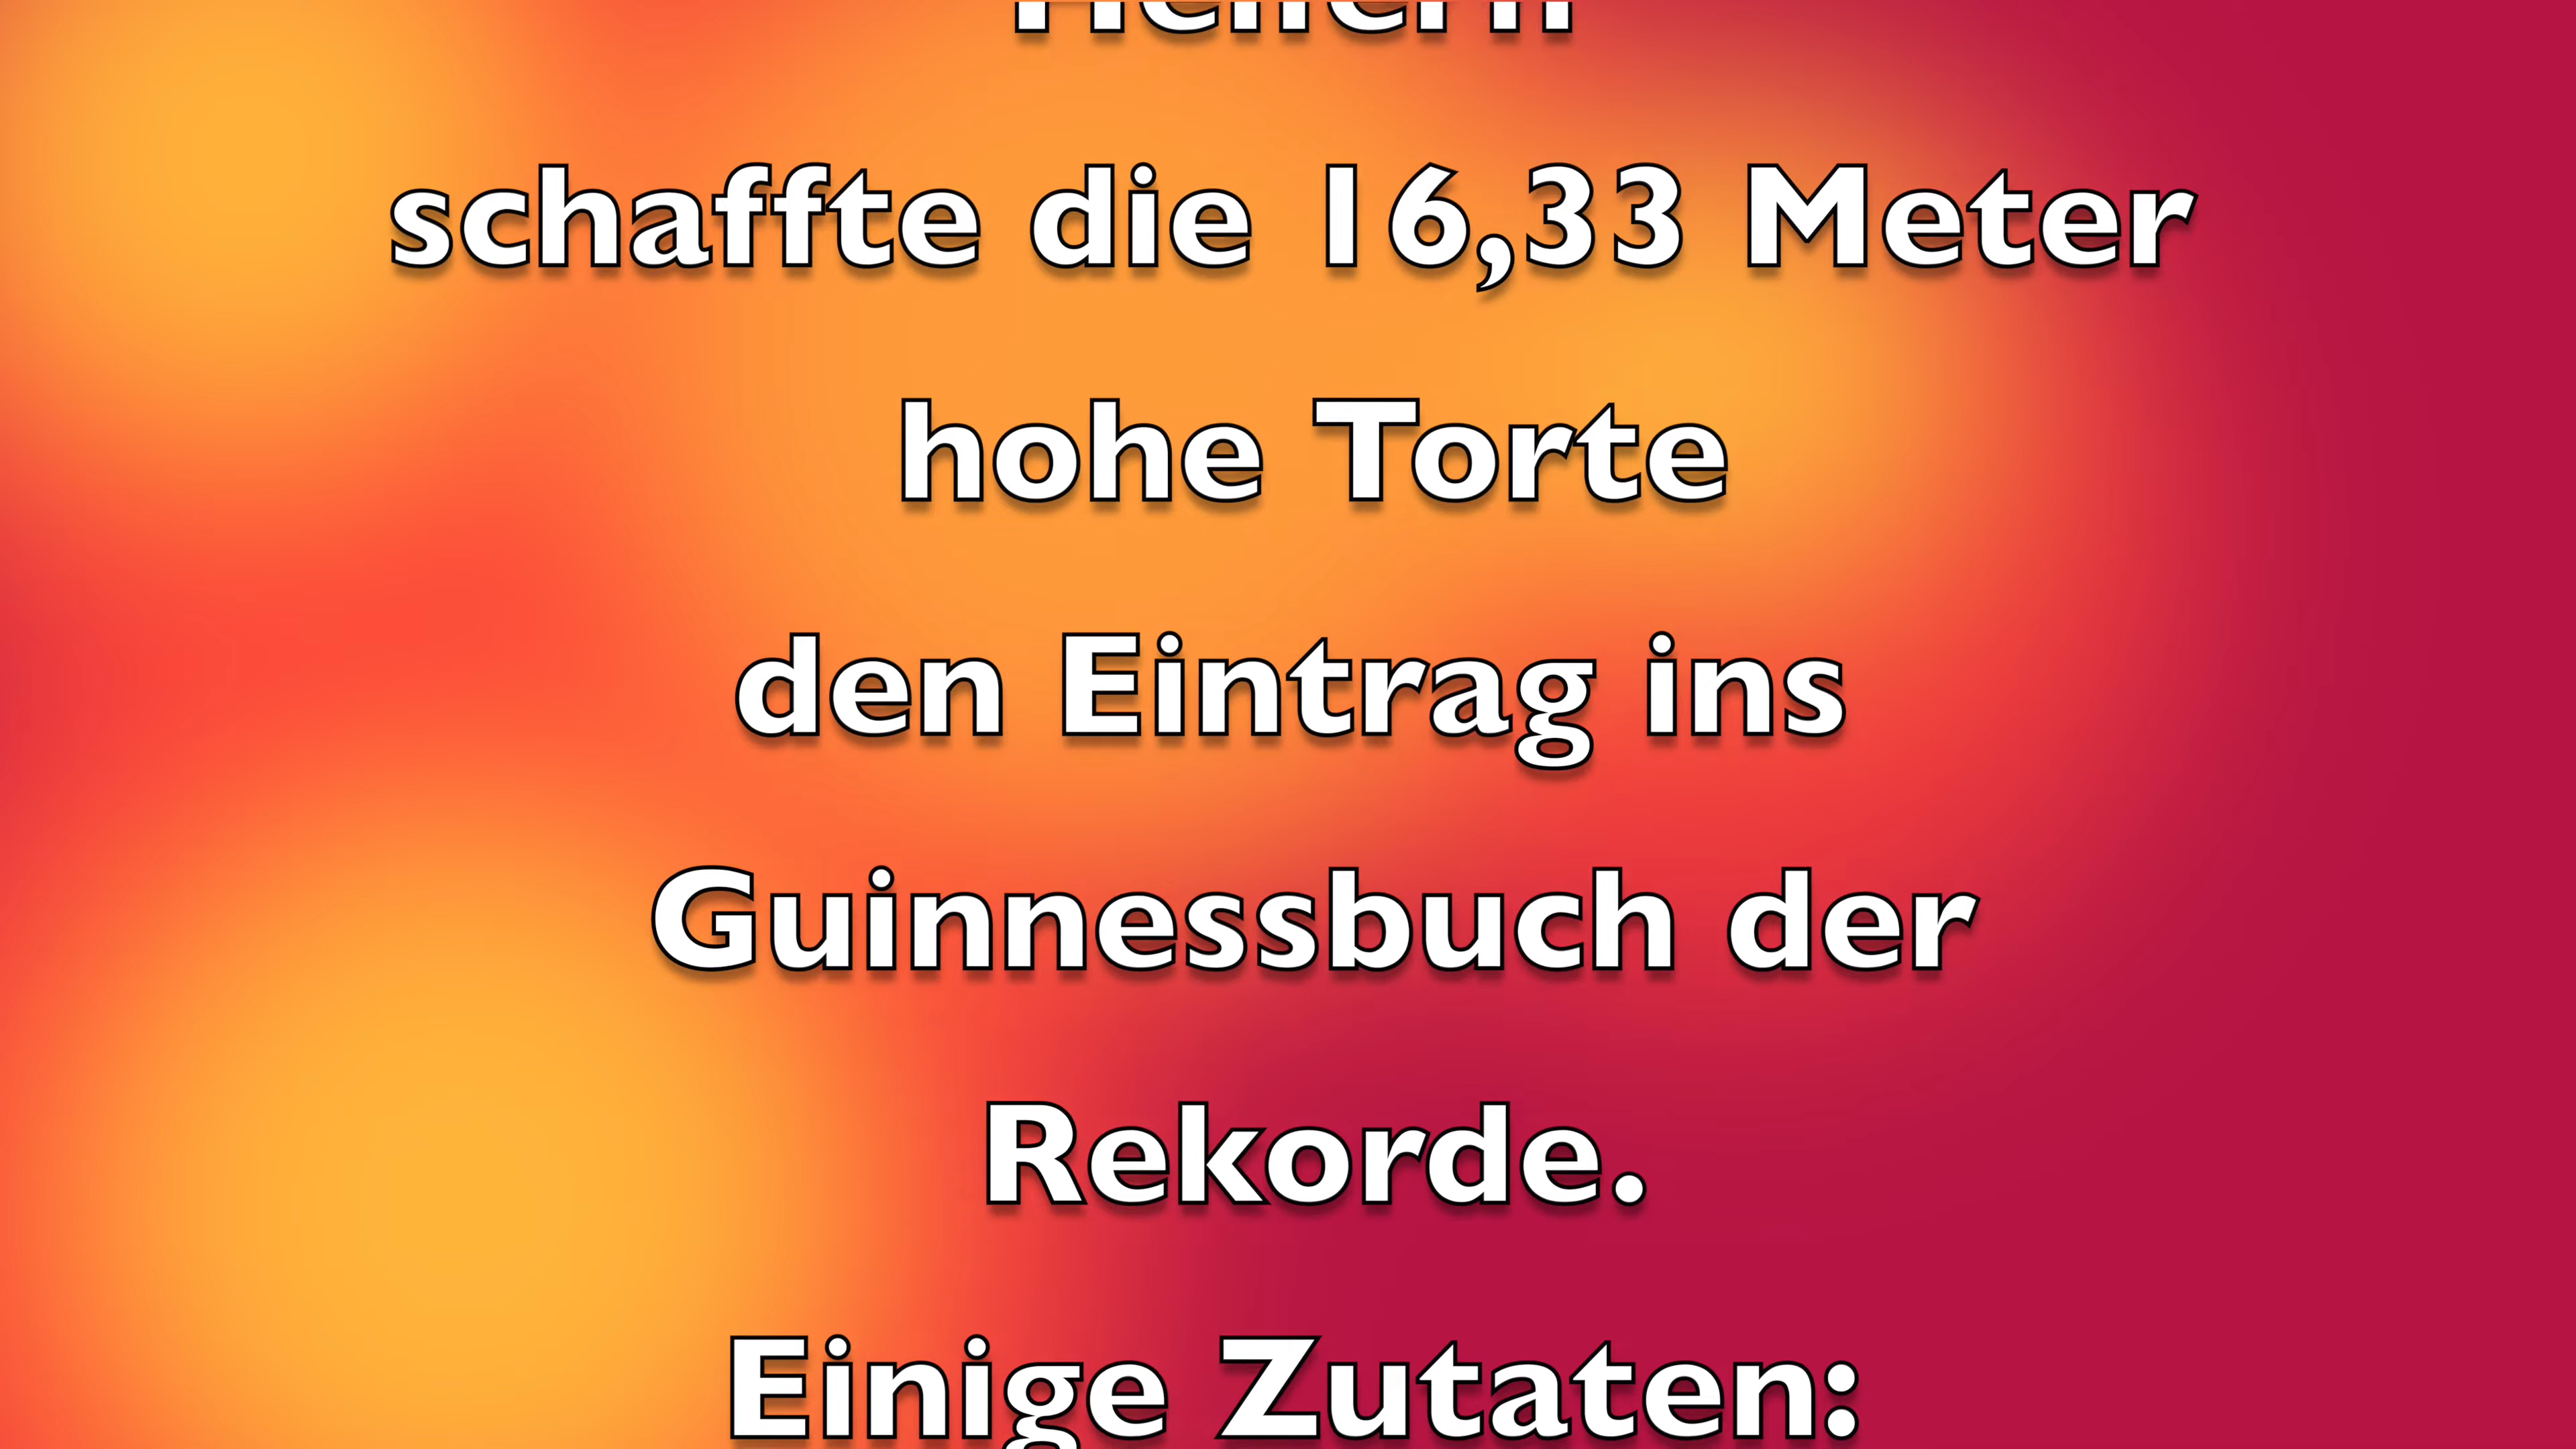 schaffte die 16,33 Meter
hohe Torte
den Eintrag ins
Guinnessbuch der
Rekorde.
Einige Zutaten: